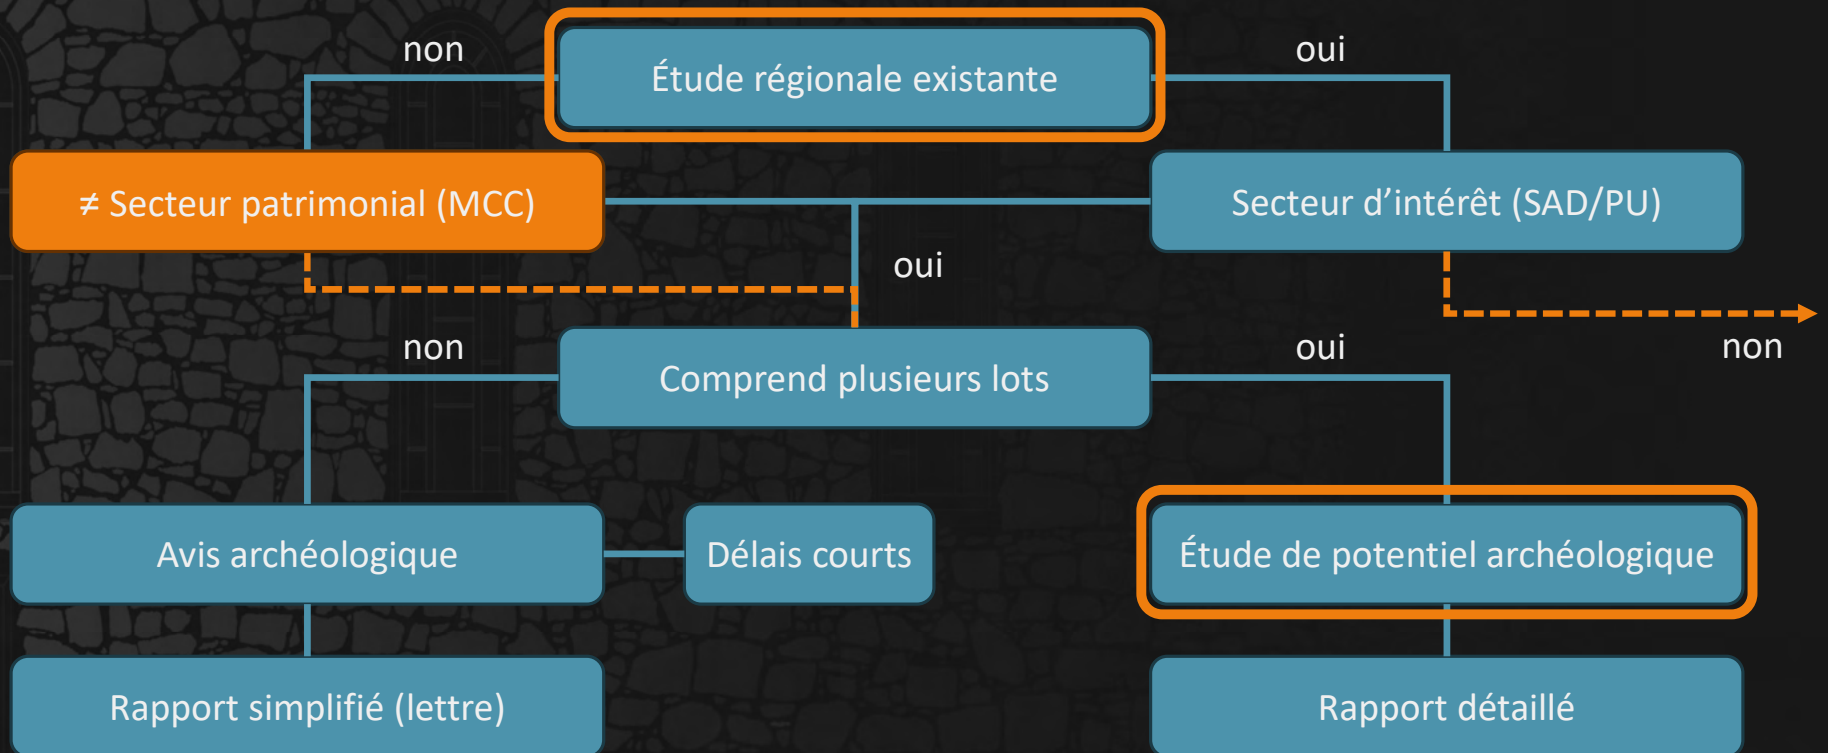 non
Étude régionale existante
oui
≠ Secteur patrimonial (MCC)
Secteur d’intérêt (SAD/PU)
oui
non
Comprend plusieurs lots
oui
non
Avis archéologique
Délais courts
Étude de potentiel archéologique
Rapport simplifié (lettre)
Rapport détaillé